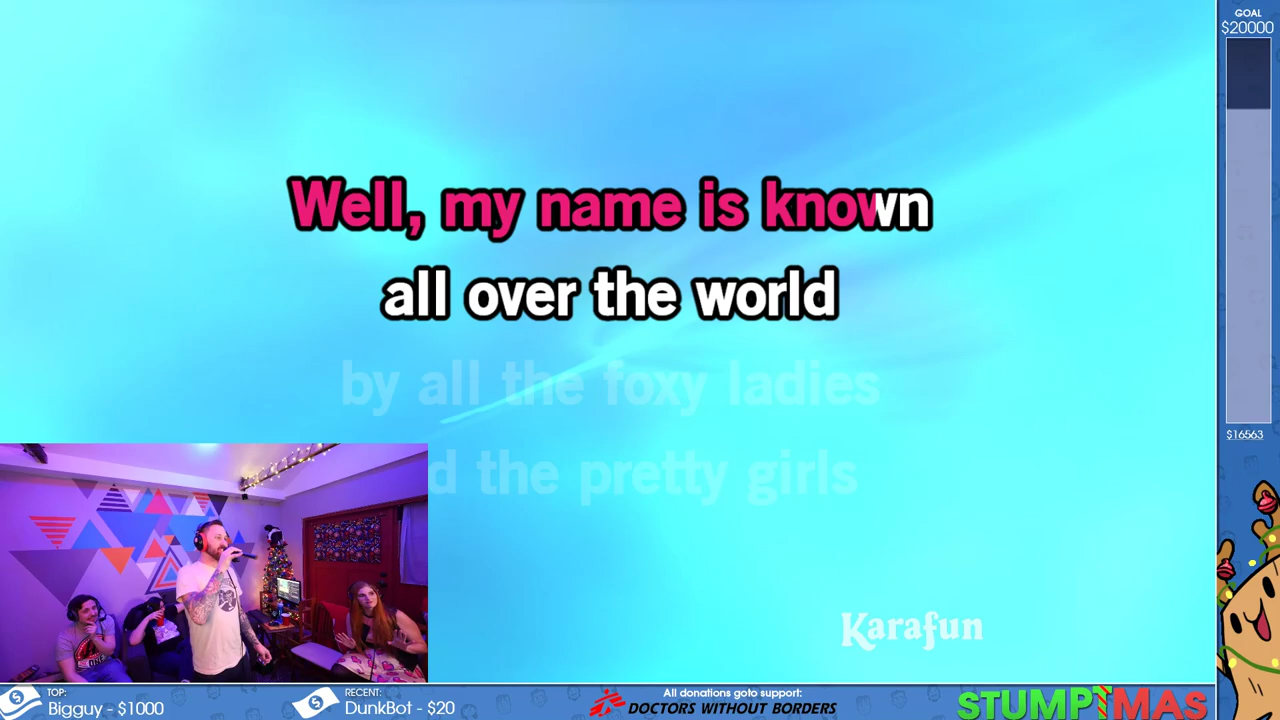 GOAL
$20000
Well, my name is known
all over the world
by all the foxy ladies
d the pretty girls
$16563
Karafun
TOP:
Bigguy - $1000
RECENT:
DunkBot - $20
All donations goto support:
DOCTORS WITHOUT BORDERS
STUMPTMAS